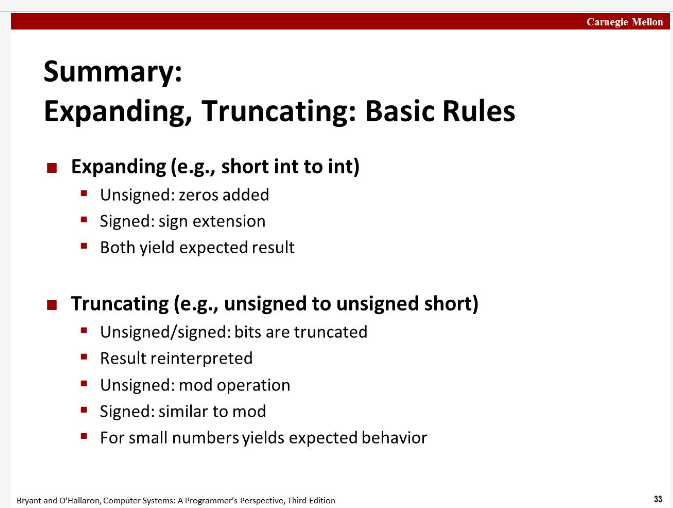 Carnegie Mellon
Summary:
Expanding, Truncating: Basic Rules
Expanding (e.g., short int to int)
Unsigned: zeros added
Signed: sign extension
Both yield expected result
Truncating (e.g., unsigned to unsigned short)
Unsigned/signed: bits are truncated
Result reinterpreted
Unsigned: mod operation
Signed: similar to mod
For small numbers yields expected behavior
Bryant and O'Hallaron, Computer Systems: A Programmer's Perspective, Third Edition
33